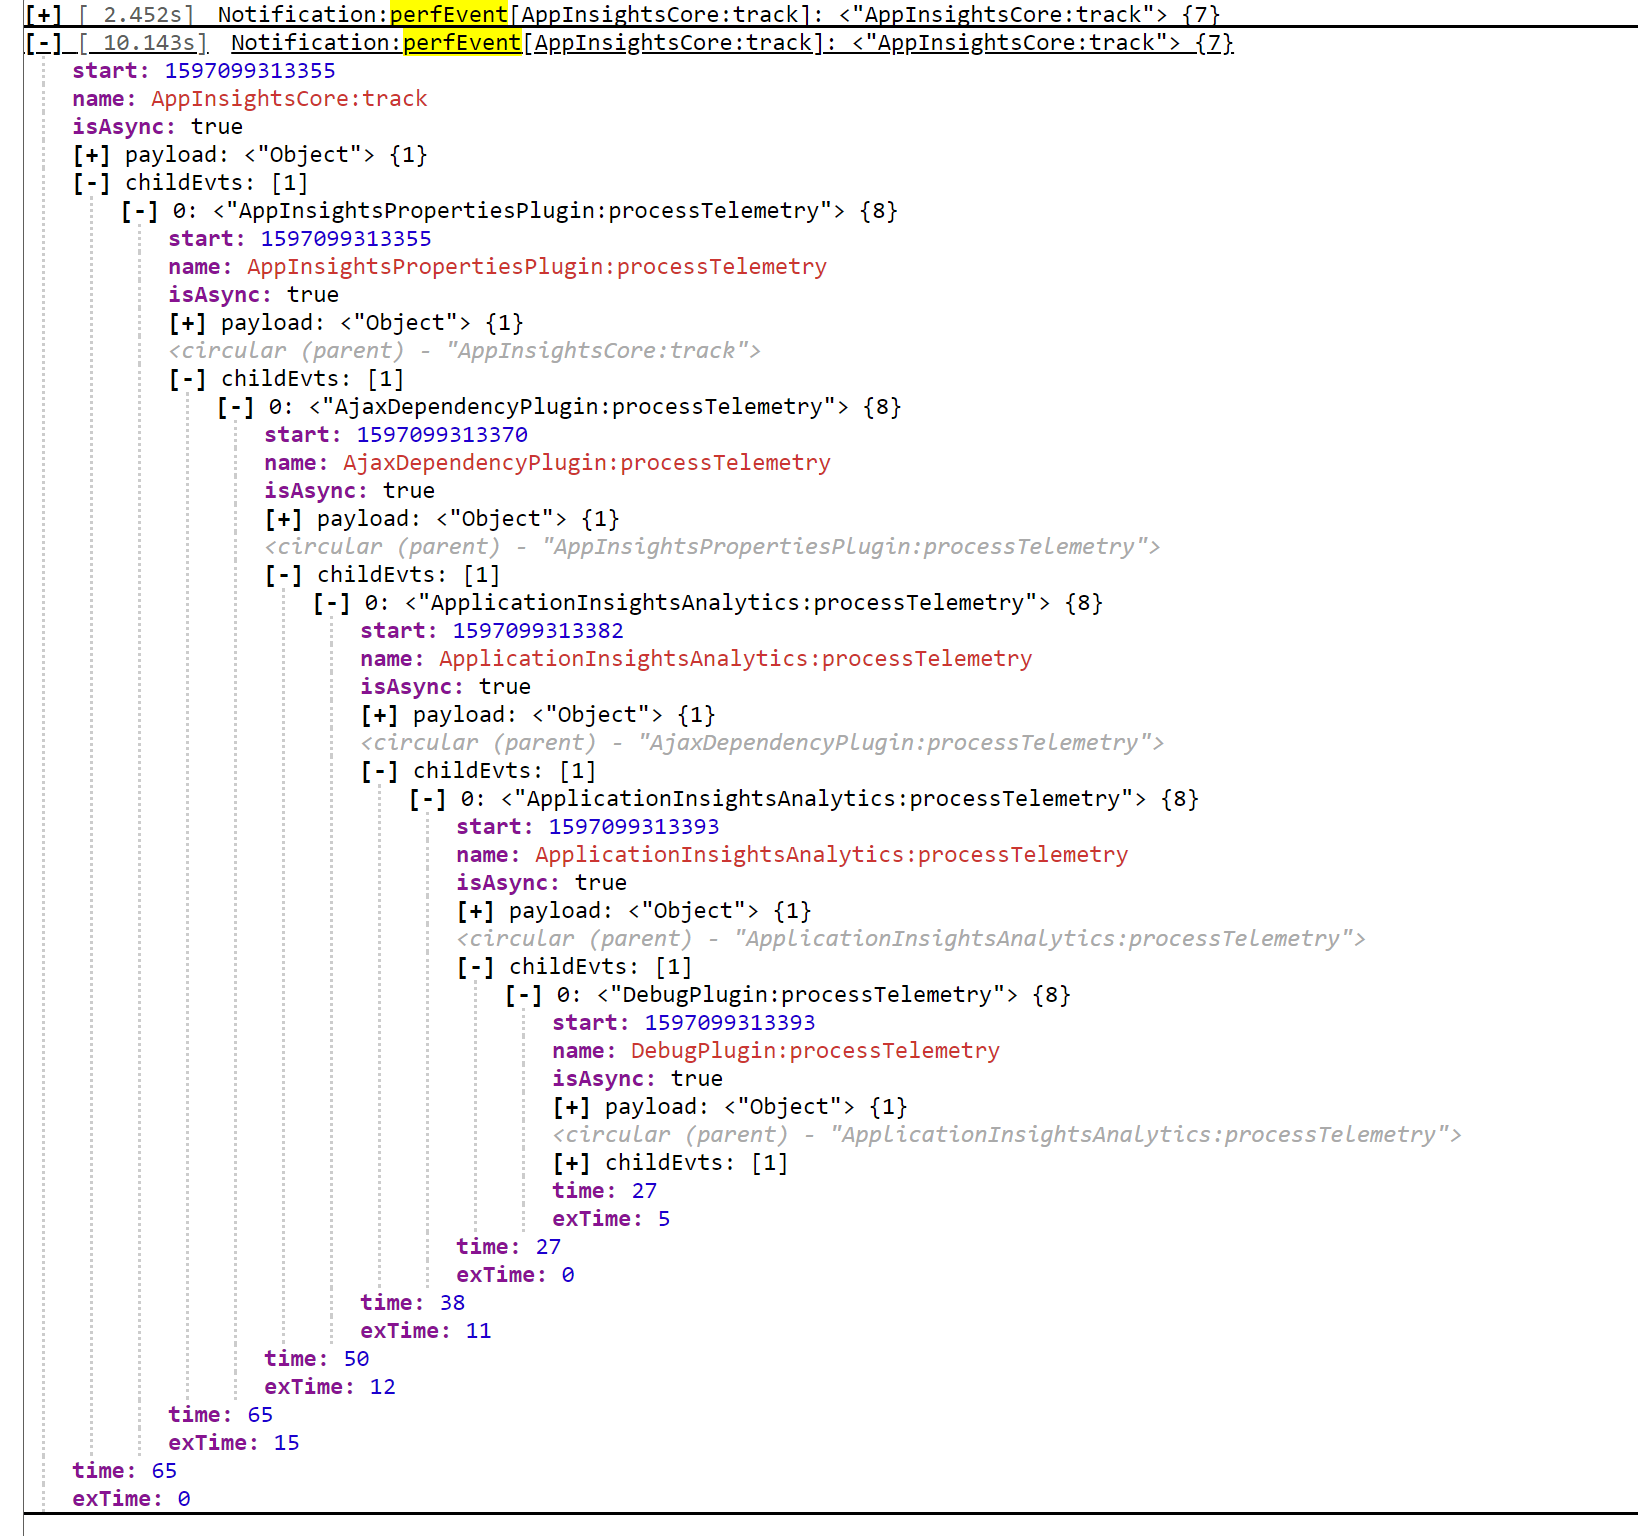 [+] [ 2.452s] Notification:perfEvent[AppInsightsCore:track]: <"AppInsightsCore:track"> {7}
[-] [ 10.143s] Notification:perfEvent[AppInsightsCore:track]: <"AppInsightsCore:track"> {7}
start: 1597099313355
name: AppInsightsCore:track
isAsync: true
[+] payload: <"Object"> {1}
[-] childEvts: [1]
[-] 0: <"AppInsightsPropertiesPlugin:processTelemetry"> {8}
start: 1597099313355
name: AppInsightsPropertiesPlugin:processTelemetry
isAsync: true
[+] payload: <"Object"> {1}
<circular (parent) - "AppInsightsCore:track">
[-] childEvts: [1]
[-] 0: <"AjaxDependencyPlugin:processTelemetry"> {8}
start: 1597099313370
name: AjaxDependencyPlugin:processTelemetry
isAsync: true
[+] payload: <"Object"> {1}
<circular (parent) - "AppInsightsPropertiesPlugin:processTelemetry">
[-] childEvts: [1]
[-] 0: <"ApplicationInsightsAnalytics:processTelemetry"> {8}
start: 1597099313382
name: ApplicationInsightsAnalytics:processTelemetry
isAsync: true
[+] payload: <"Object"> {1}
<circular (parent) - "AjaxDependencyPlugin:processTelemetry">
[-] childEvts: [1]
[-] 0: <"ApplicationInsightsAnalytics:processTelemetry"> {8}
start: 1597099313393
name: ApplicationInsightsAnalytics:processTelemetry
isAsync: true
[+] payload: <"Object"> {1}
<circular (parent) - "ApplicationInsightsAnalytics:processTelemetry">
[-] childEvts: [1]
[-] 0: <"DebugPlugin:processTelemetry"> {8}
start: 1597099313393
name: DebugPlugin:processTelemetry
isAsync: true
[+] payload: <"Object"> {1}
<circular (parent) - "ApplicationInsightsAnalytics:processTelemetry">
[+] childEvts: [1]
time: 27
exTime: 5
time: 27
exTime: 0
time: 38
exTime: 11
time: 50
exTime: 12
time: 65
exTime: 15
time: 65
exTime: 0